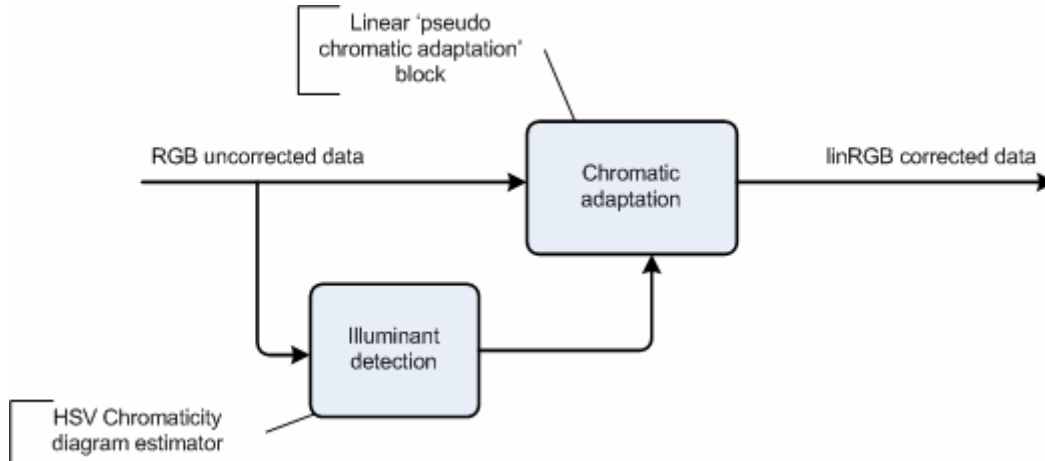 Linear ‘pseudo
chromatic adaptation’
block
RGB uncorrected data
Chromatic
adaptation
linRGB corrected data
Illuminant
detection
HSV Chromaticity
diagram estimator